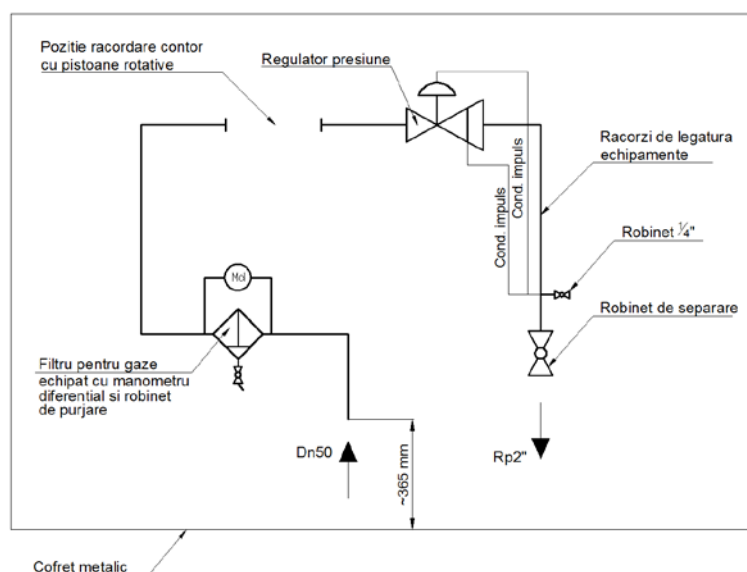 Pozitie racordare contor
cu pistoane rotative
Regulator presiune
Racorzi de legatura
echipamente
Cond. impuls
Cond. impuls
Robinet 1/4"
Robinet de separare
Filtru pentru gaze
echipat cu manometru
diferential si robinet
de purjare
Dn50
~365 mm
Rp2"
Cofret metalic